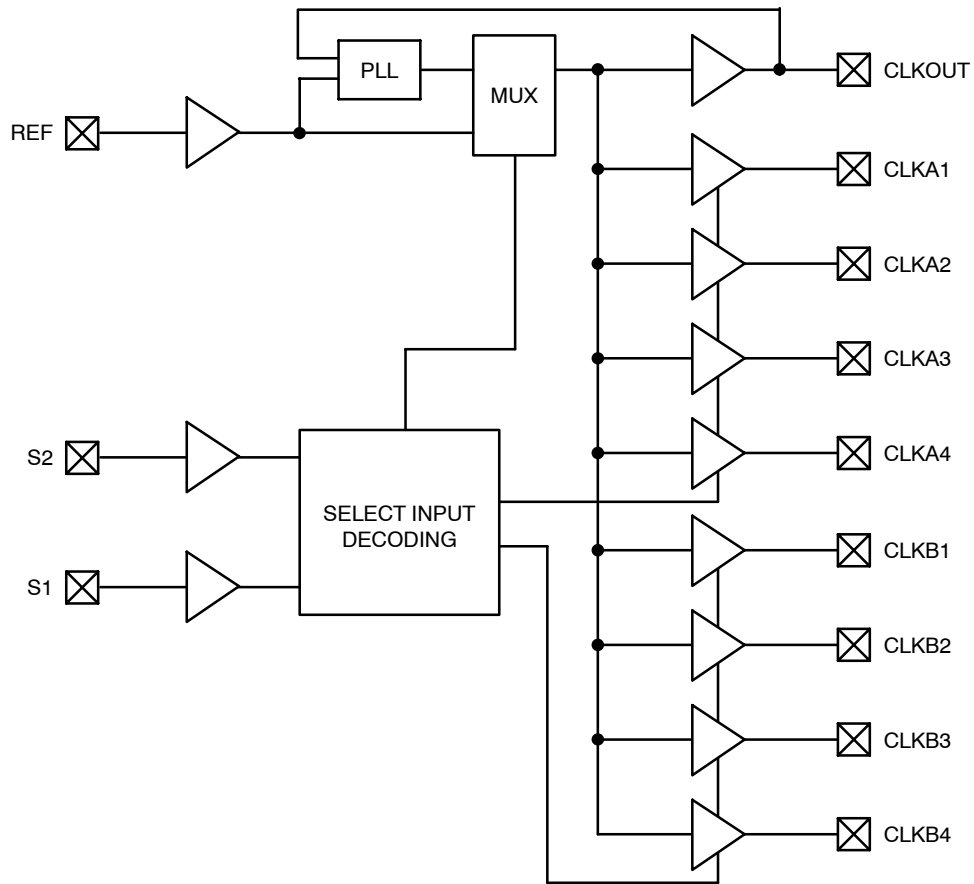 PLL
MUX
CLKOUT
REF
CLKA1
CLKA2
CLKA3
CLKA4
S2
SELECT INPUT
DECODING
CLKB1
S1
CLKB2
CLKB3
CLKB4